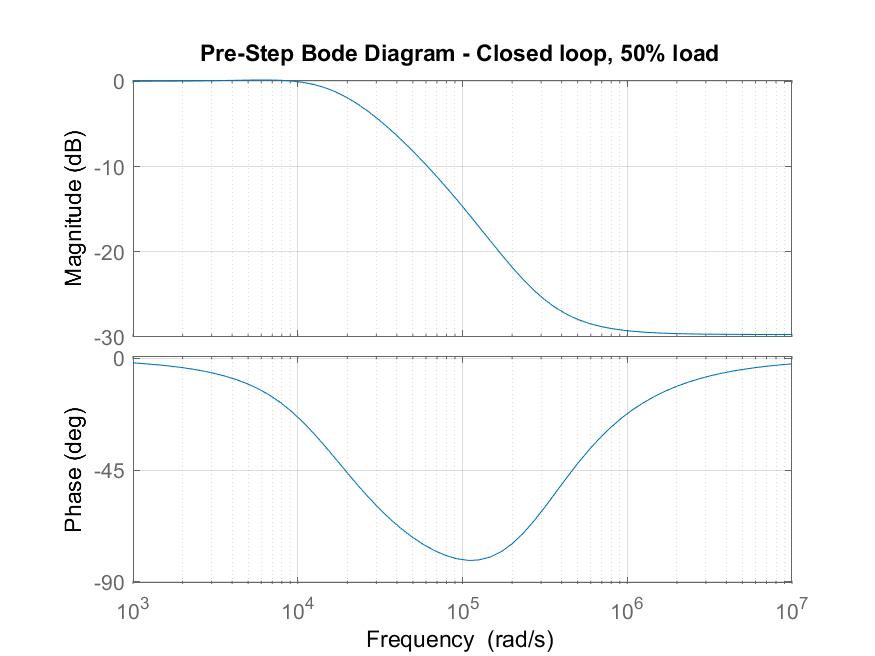 Pre-Step Bode Diagram - Closed loop, 50% load
Magnitude (dB)
0
-10
-20
-30
Phase (deg)
0
-45
-90
10^3 10^4 10^5 10^6 10^7
Frequency (rad/s)